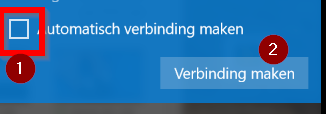 Automatisch verbinding maken
1
2
Verbinding maken